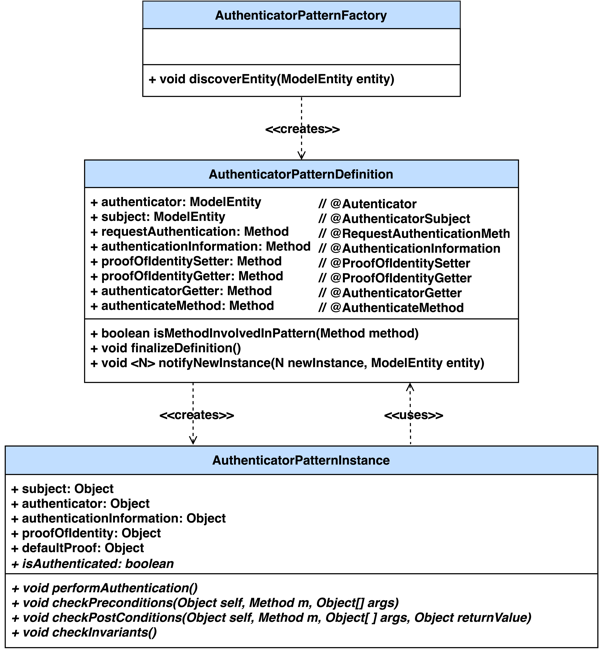 AuthenticatorPatternFactory
+ void discoverEntity(ModelEntity entity)
<<creates>>
AuthenticatorPatternDefinition
+ authenticator: ModelEntity // @Autenticator
+ subject: ModelEntity // @AuthenticatorSubject
+ requestAuthentication: Method // @RequestAuthenticationMeth
+ authenticationInformation: Method // @AuthenticationInformation
+ proofOfIdentitySetter: Method // @ProofOfIdentitySetter
+ proofOfIdentityGetter: Method // @ProofOfIdentityGetter
+ authenticatorGetter: Method // @AuthenticatorGetter
+ authenticateMethod: Method // @AuthenticateMethod
+ boolean isMethodInvolvedInPattern(Method method)
+ void finalizeDefinition()
+ void <N> notifyNewInstance(N newInstance, ModelEntity entity)
<<creates>> <<uses>>
AuthenticatorPatternInstance
+ subject: Object
+ authenticator: Object
+ authenticationInformation: Object
+ proofOfIdentity: Object
+ defaultProof: Object
+ isAuthenticated: boolean
+ void performAuthentication()
+ void checkPreconditions(Object self, Method m, Object[] args)
+ void checkPostConditions(Object self, Method m, Object[ ] args, Object returnValue)
+ void checkInvariants()